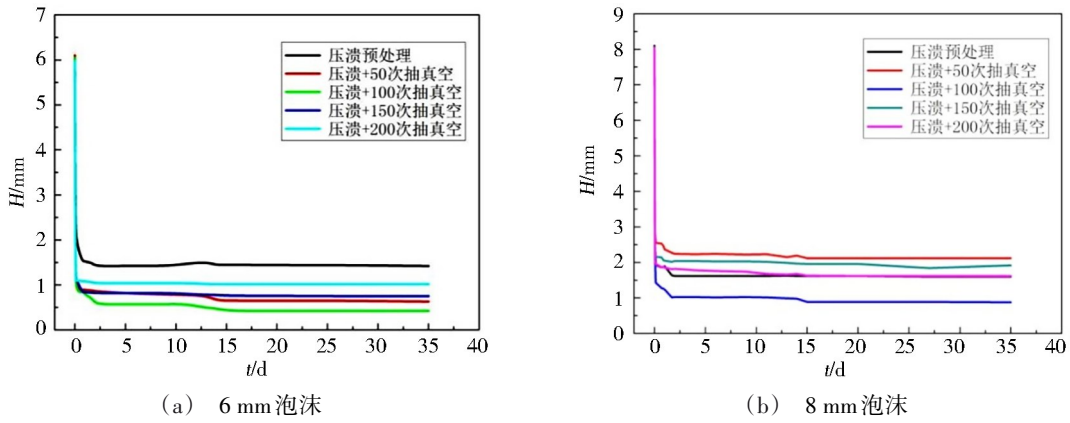 7
6
5
4
3
2
1
0
H/mm
压溃预处理
压溃+50次抽真空
压溃+100次抽真空
压溃+150次抽真空
压溃+200次抽真空
0 5 10 15 20 25 30 35 40
t/d
(a) 6 mm泡沫
9
8
7
6
5
4
3
2
1
0
H/mm
压溃预处理
压溃+50次抽真空
压溃+100次抽真空
压溃+150次抽真空
压溃+200次抽真空
0 5 10 15 20 25 30 35 40
t/d
(b) 8 mm泡沫